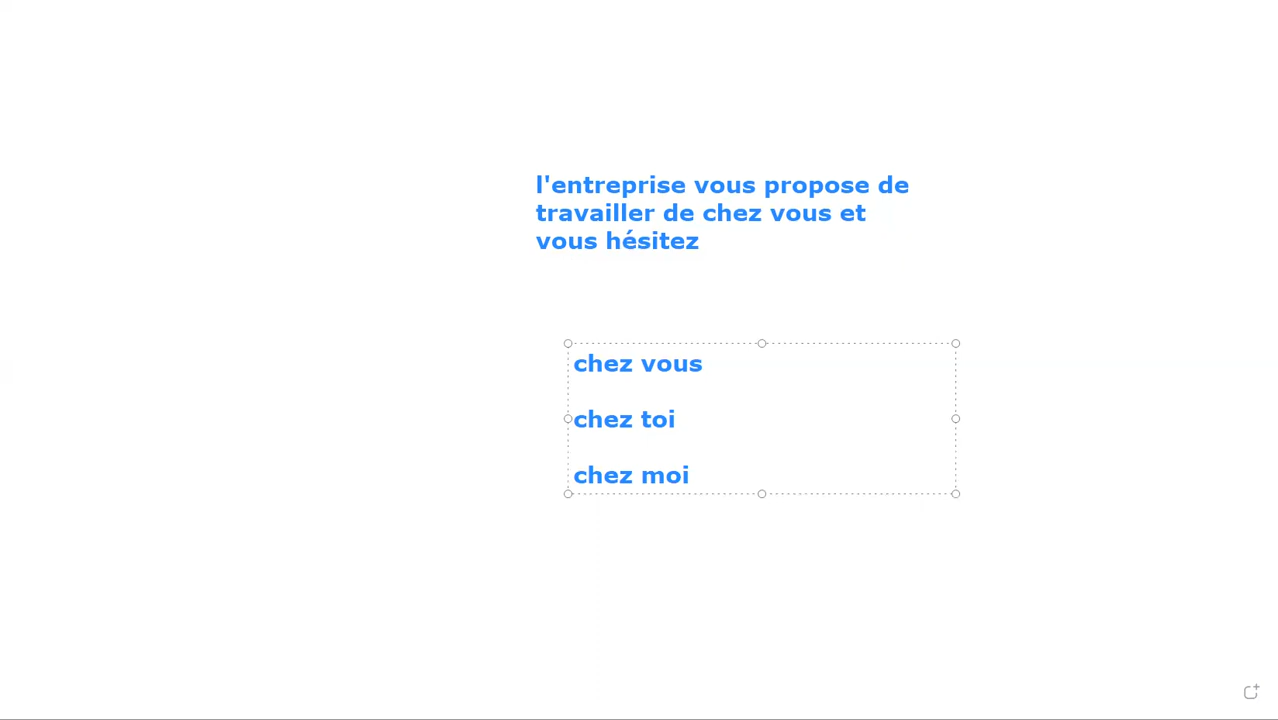 l'entreprise vous propose de
travailler de chez vous et
vous hésitez
chez vous
chez toi
chez moi